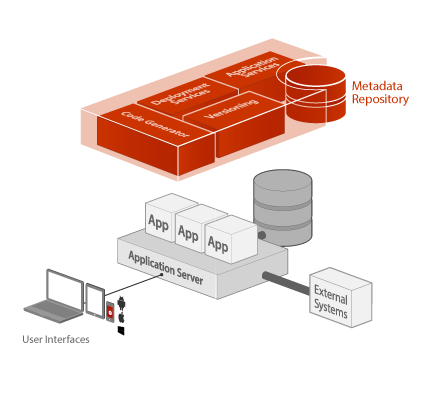 Application
Services
Deployment
Services
Metadata
Repository
Versioning
Code Generator
App
App
App
Application Server
External
Systems
User Interfaces